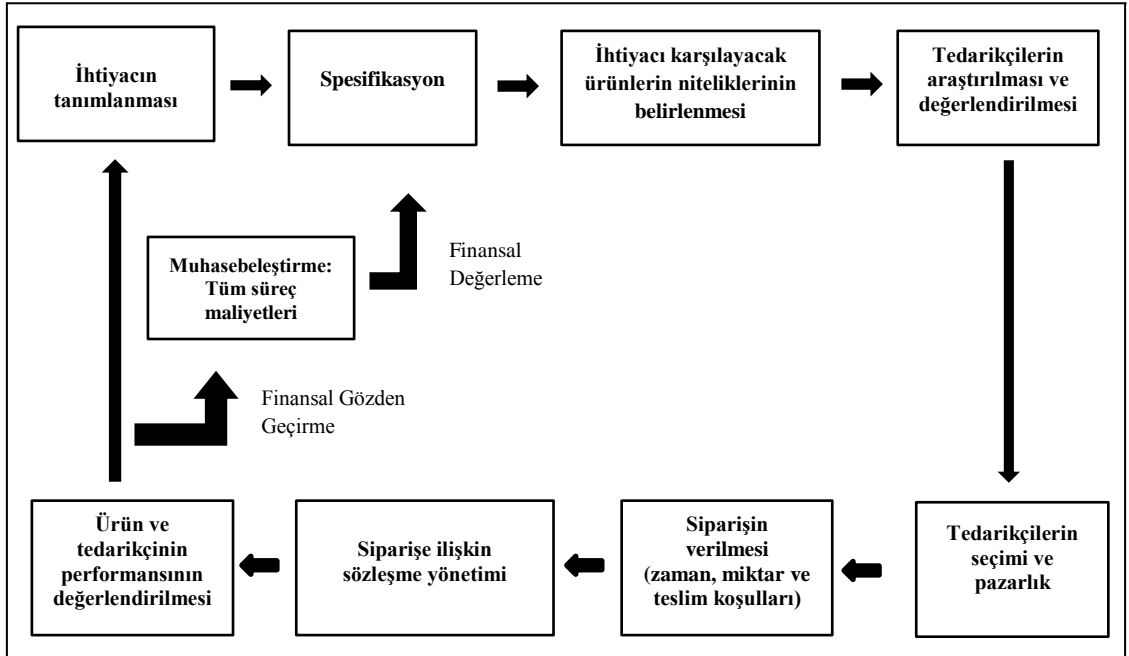 İhtiyacın
tanımlanması
Spesifikasyon
İhtiyacı karşılayacak
ürünlerin niteliklerinin
belirlenmesi
Tedarikçilerin
araştırılması ve
değerlendirilmesi
Muhasebeleştirme:
Tüm süreç
maliyetleri
Finansal
Değerleme
Finansal Gözden
Geçirme
Ürün ve
tedarikçinin
performansının
değerlendirilmesi
Siparişe ilişkin
sözleşme yönetimi
Siparişin
verilmesi
(zaman, miktar ve
teslim koşulları)
Tedarikçilerin
seçimi ve
pazarlık